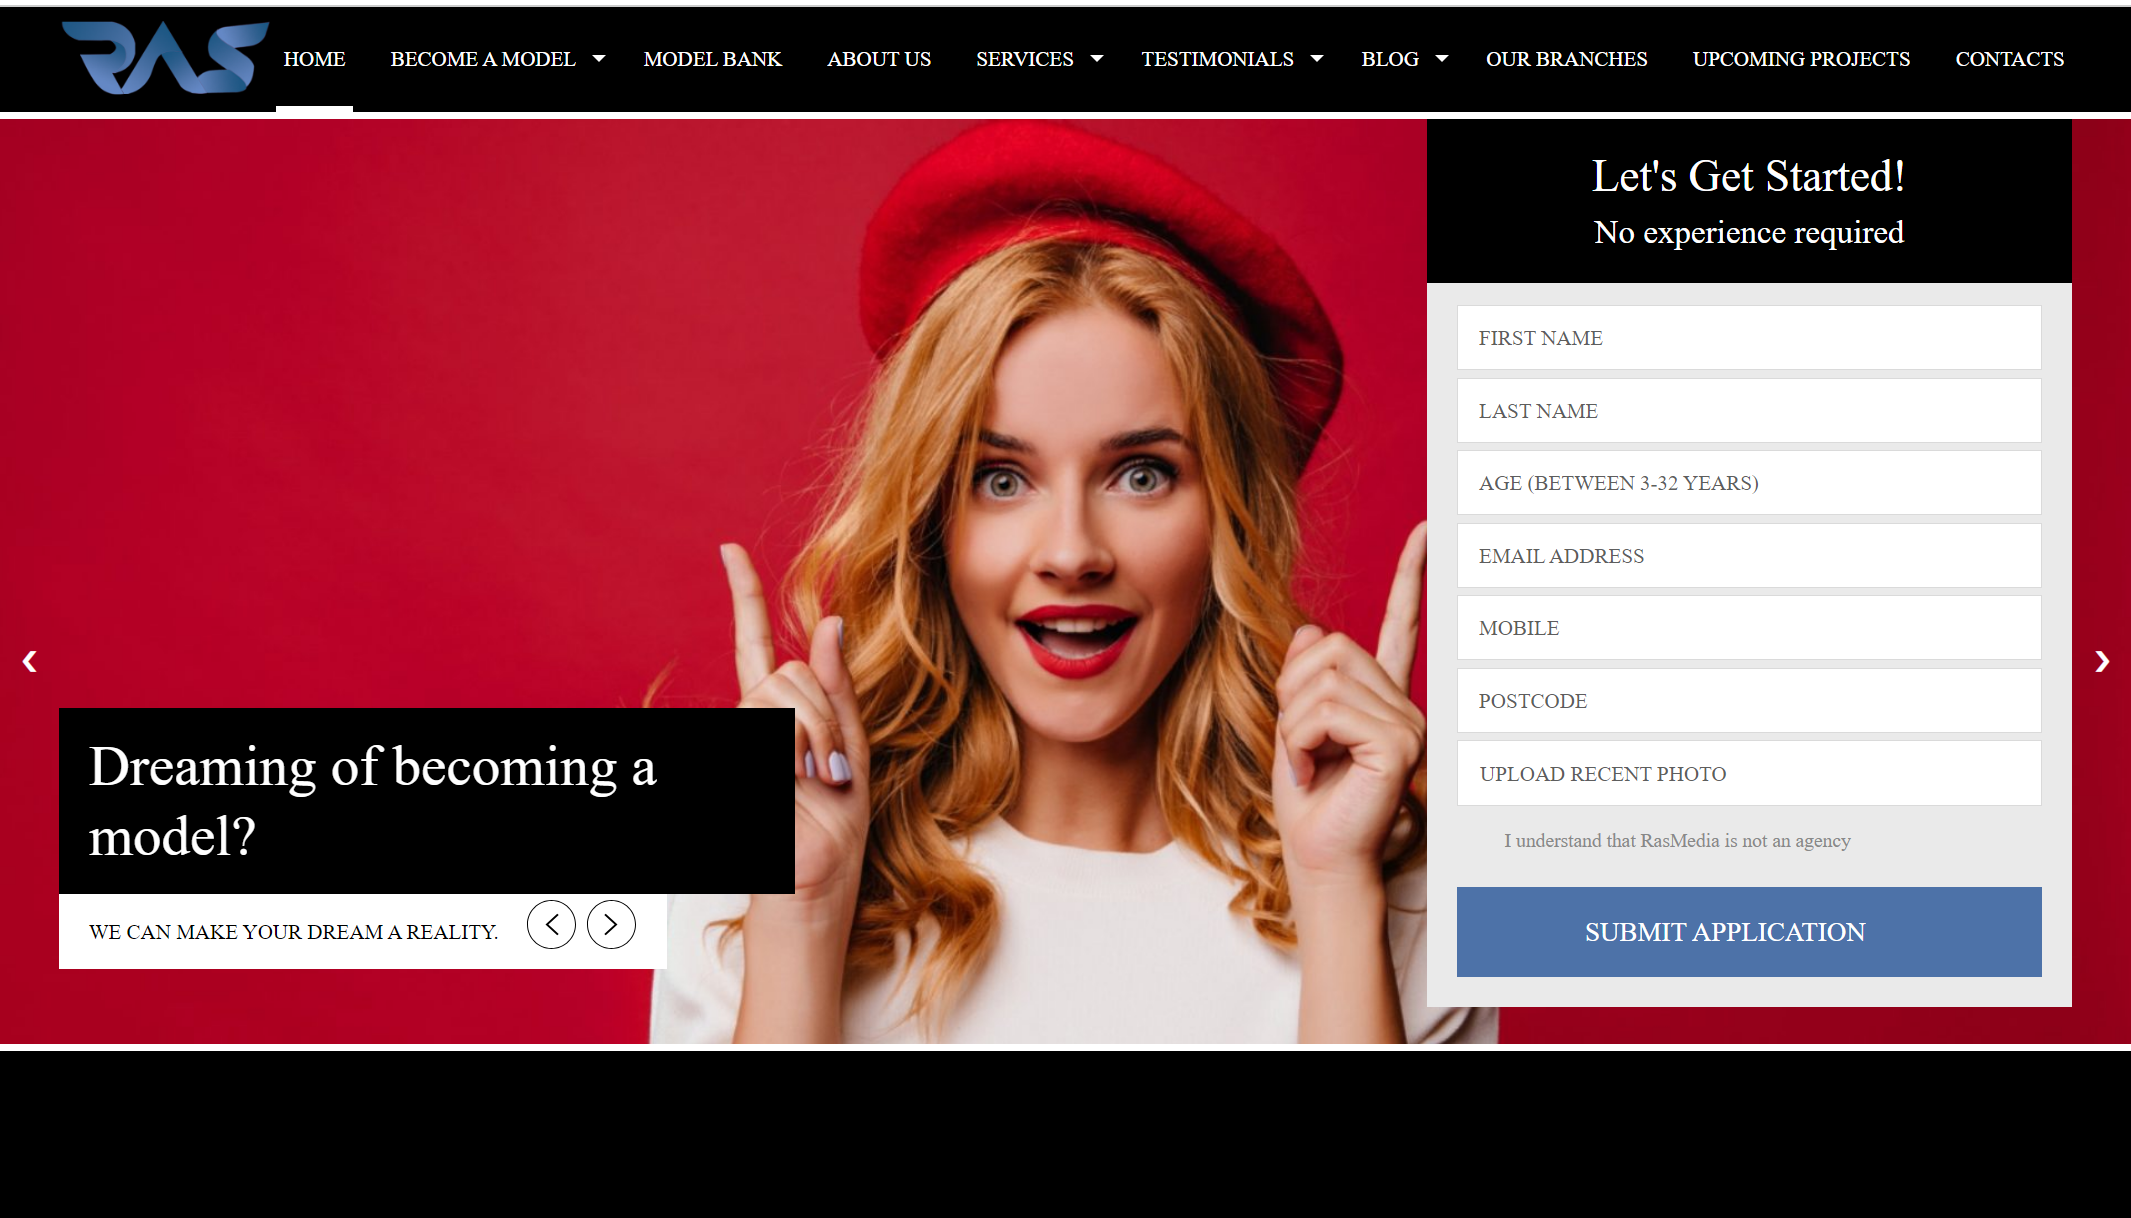 RAS
HOME BECOME A MODEL MODEL BANK ABOUT US SERVICES TESTIMONIALS BLOG OUR BRANCHES UPCOMING PROJECTS CONTACTS
Let's Get Started!
No experience required
FIRST NAME
LAST NAME
AGE (BETWEEN 3-32 YEARS)
EMAIL ADDRESS
MOBILE
POSTCODE
UPLOAD RECENT PHOTO
I understand that RasMedia is not an agency
SUBMIT APPLICATION
Dreaming of becoming a
model?
WE CAN MAKE YOUR DREAM A REALITY.